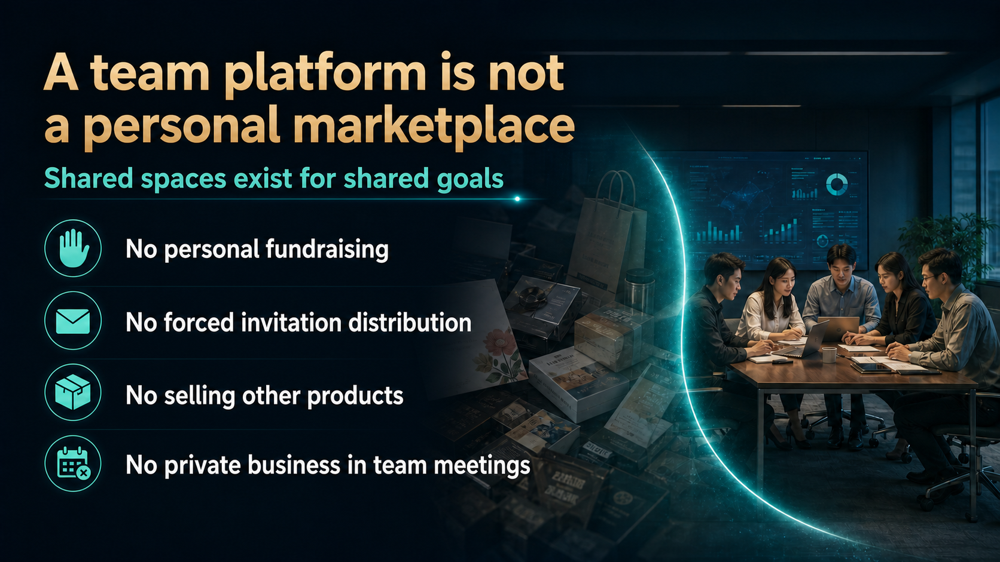 A team platform is not
a personal marketplace
Shared spaces exist for shared goals
No personal fundraising
No forced invitation distribution
No selling other products
No private business in team meetings